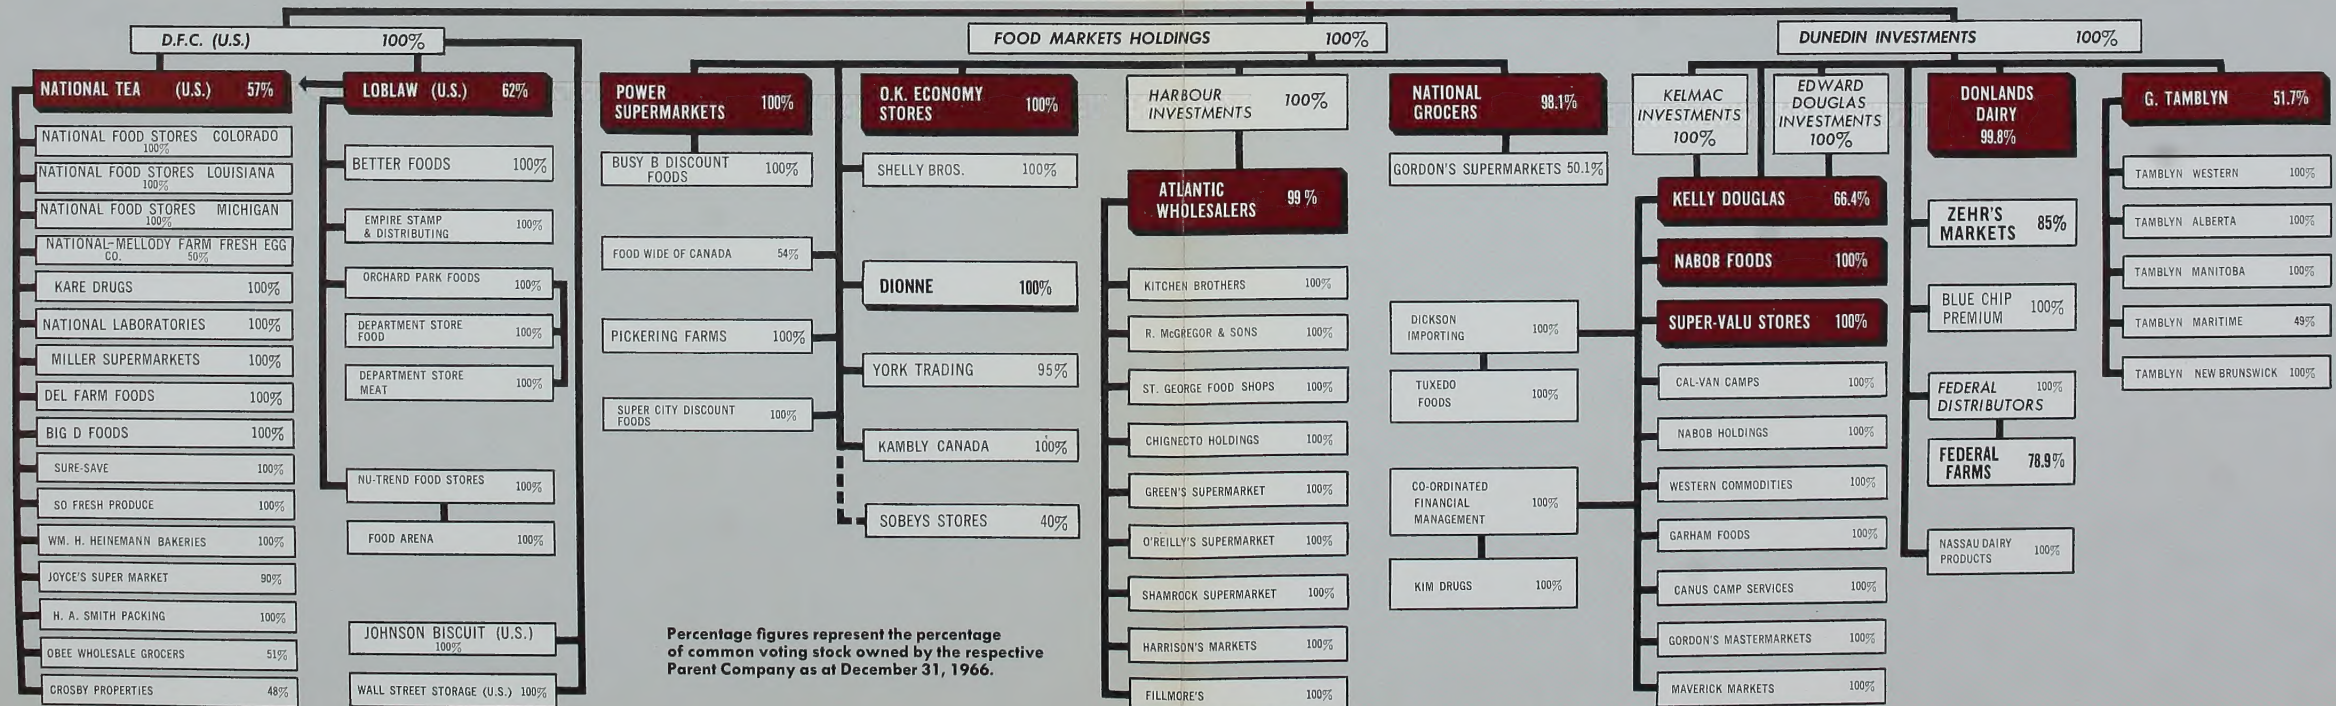 D.F.C. (U.S.) 100%
FOOD MARKETS HOLDINGS 100%
DUNEDIN INVESTMENTS 100%
NATIONAL TEA (U.S.) 57%
NATIONAL FOOD STORES COLORADO
100%
NATIONAL FOOD STORES LOUISIANA
100%
NATIONAL FOOD STORES MICHIGAN
100%
NATIONAL-MELLODY FARM FRESH EGG
CO. 50%
KARE DRUGS 100%
NATIONAL LABORATORIES 100%
MILLER SUPERMARKETS 100%
DEL FARM FOODS 100%
BIG D FOODS 100%
SURE-SAVE 100%
SO FRESH PRODUCE 100%
WM. H. HEINEMANN BAKERIES 100%
JOYCE'S SUPER MARKET 90%
H. A. SMITH PACKING 100%
OBEE WHOLESALE GROCERS 51%
CROSBY PROPERTIES 48%
LOBLAW (U.S.) 62%
BETTER FOODS 100%
EMPIRE STAMP
& DISTRIBUTING 100%
ORCHARD PARK FOODS 100%
DEPARTMENT STORE
FOOD 100%
DEPARTMENT STORE
MEAT 100%
NU-TREND FOOD STORES 100%
FOOD ARENA 100%
JOHNSON BISCUIT (U.S.)
100%
WALL STREET STORAGE (U.S.) 100%
POWER
SUPERMARKETS 100%
BUSY B DISCOUNT
FOODS 100%
FOOD WIDE OF CANADA 54%
PICKERING FARMS 100%
SUPER CITY DISCOUNT
FOODS 100%
O.K. ECONOMY
STORES 100%
SHELLY BROS. 100%
DIONNE 100%
YORK TRADING 95%
KAMBLY CANADA 100%
SOBEYS STORES 40%
Percentage figures represent the percentage
of common voting stock owned by the respective
Parent Company as at December 31, 1966.
HARBOUR
INVESTMENTS 100%
ATLANTIC
WHOLESALERS 99 %
KITCHEN BROTHERS 100%
R. McGREGOR & SONS 100%
ST. GEORGE FOOD SHOPS 100%
CHIGNECTO HOLDINGS 100%
GREEN'S SUPERMARKET 100%
O'REILLY'S SUPERMARKET 100%
SHAMROCK SUPERMARKET 100%
HARRISON'S MARKETS 100%
FILLMORE'S 100%
NATIONAL
GROCERS 98.1%
GORDON'S SUPERMARKETS 50.1%
DICKSON
IMPORTING 100%
TUXEDO
FOODS 100%
CO-ORDINATED
FINANCIAL
MANAGEMENT 100%
KIM DRUGS 100%
KELMAC
INVESTMENTS
100%
EDWARD
DOUGLAS
INVESTMENTS
100%
KELLY DOUGLAS 66.4%
NABOB FOODS 100%
SUPER-VALU STORES 100%
CAL-VAN CAMPS 100%
NABOB HOLDINGS 100%
WESTERN COMMODITIES 100%
GARHAM FOODS 100%
CANUS CAMP SERVICES 100%
GORDON'S MASTERMARKETS 100%
MAVERICK MARKETS 100%
DONLANDS
DAIRY
99.8%
ZEHR'S
MARKETS 85%
BLUE CHIP
PREMIUM 100%
FEDERAL 100%
DISTRIBUTORS
FEDERAL
FARMS 78.9%
NASSAU DAIRY
PRODUCTS 100%
G. TAMBLYN 51.7%
TAMBLYN WESTERN 100%
TAMBLYN ALBERTA 100%
TAMBLYN MANITOBA 100%
TAMBLYN MARITIME 49%
TAMBLYN NEW BRUNSWICK 100%